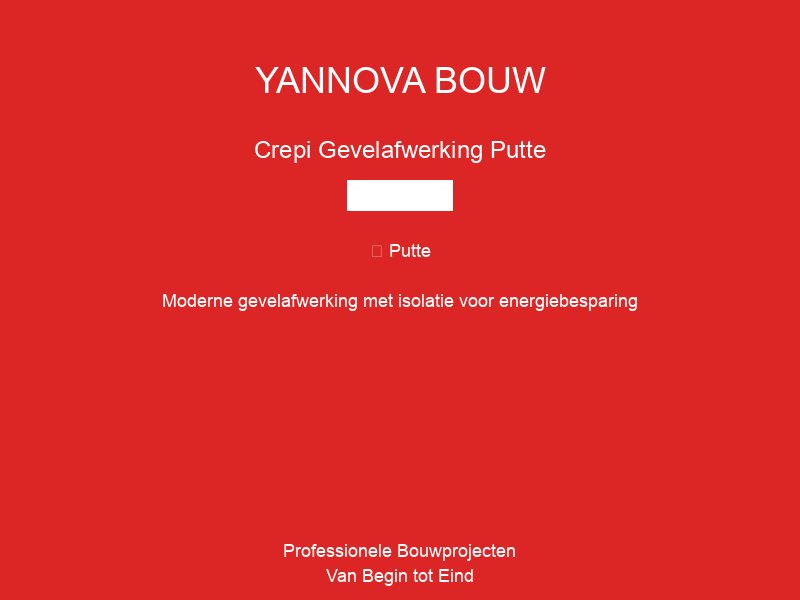 YANNOVA BOUW
Crepi Gevelafwerking Putte
Putte
Moderne gevelafwerking met isolatie voor energiebesparing
Professionele Bouwprojecten
Van Begin tot Eind